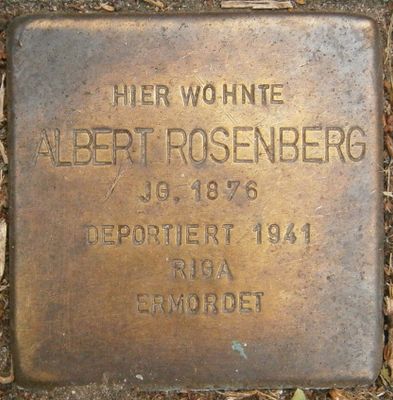 HIER WOHNTE
ALBERT ROSENBERG
JG. 1876
DEPORTIERT 1941
RIGA
ERMORDET